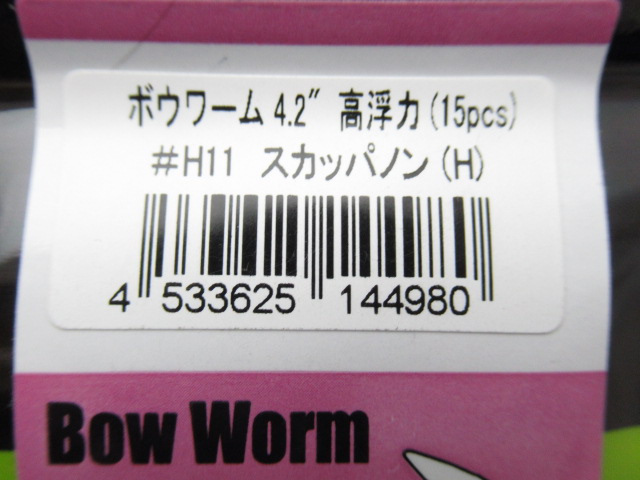 ボウワーム 4.2″ 高浮力 (15pcs)
#H11 スカッパノン (H)
4 533625 144980
Bow Worm